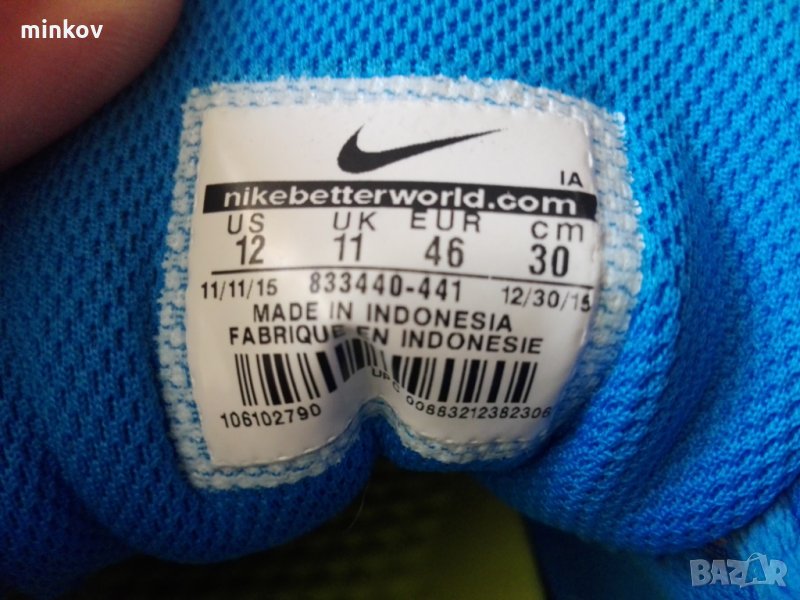 minkov
IA
nikebetterworld.com
US UK EUR cm
12 11 46 30
11/11/15 833440-441 12/30/15
MADE IN INDONESIA
FABRIQUE EN INDONESIE
UPC
106102790 00883212382306
BAZAR